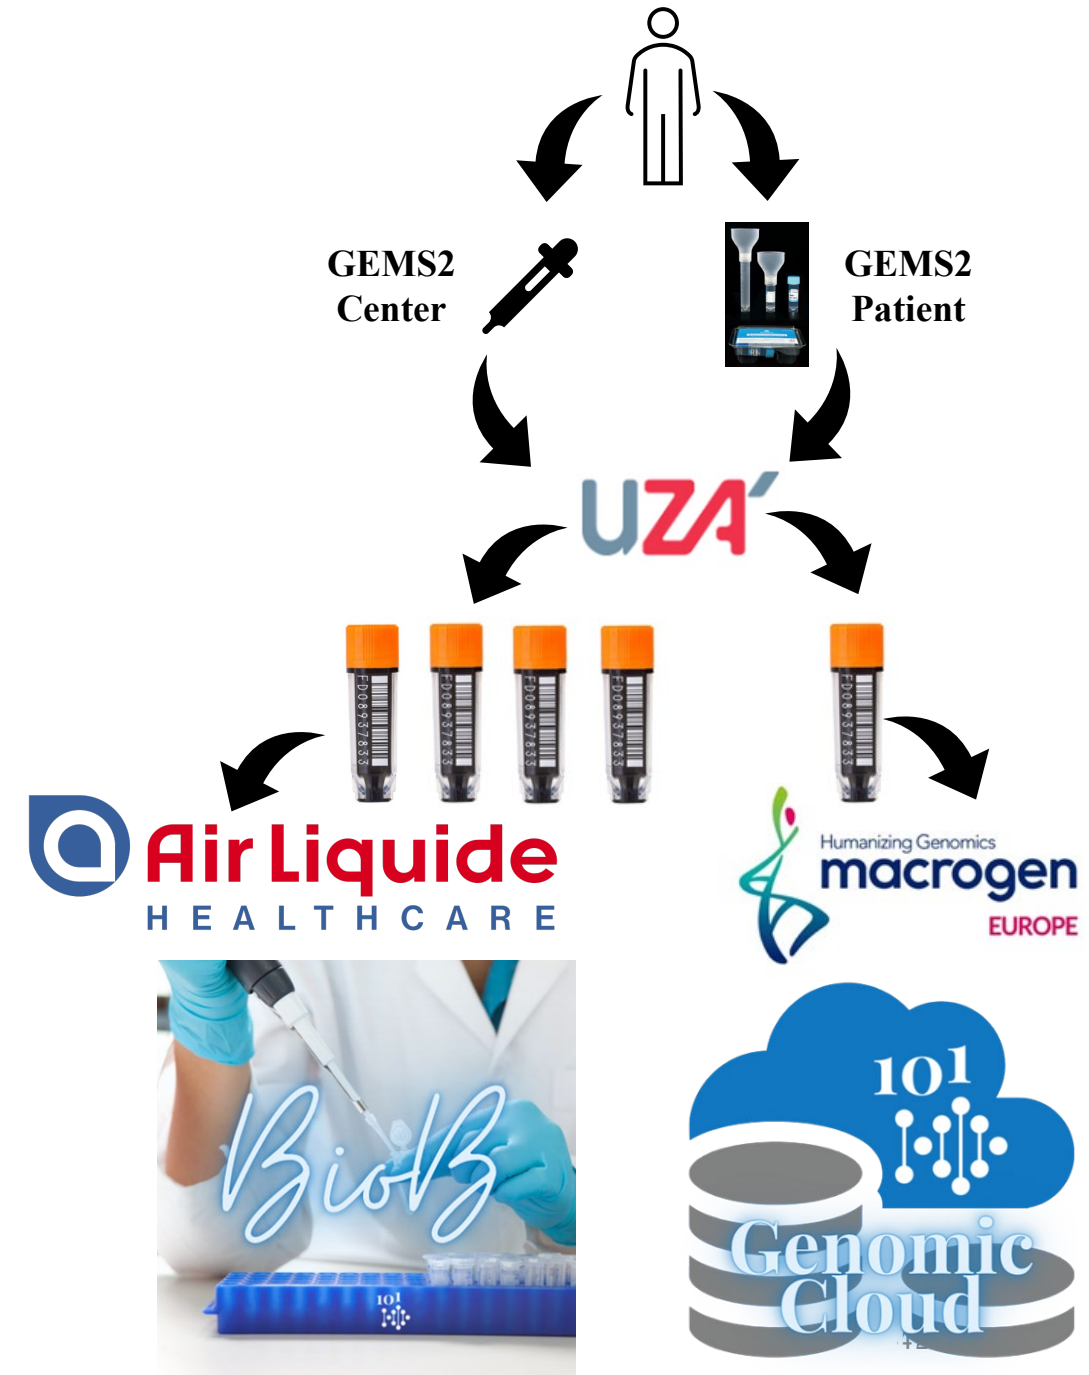 GEMS2
Center
GEMS2
Patient
UZA
FD08937833
FD08937833
FD08937833
FD08937833
FD08937833
Air Liquide
HEALTHCARE
Humanizing Genomics
macrogen
EUROPE
BioB
101
101
Genomic
Cloud